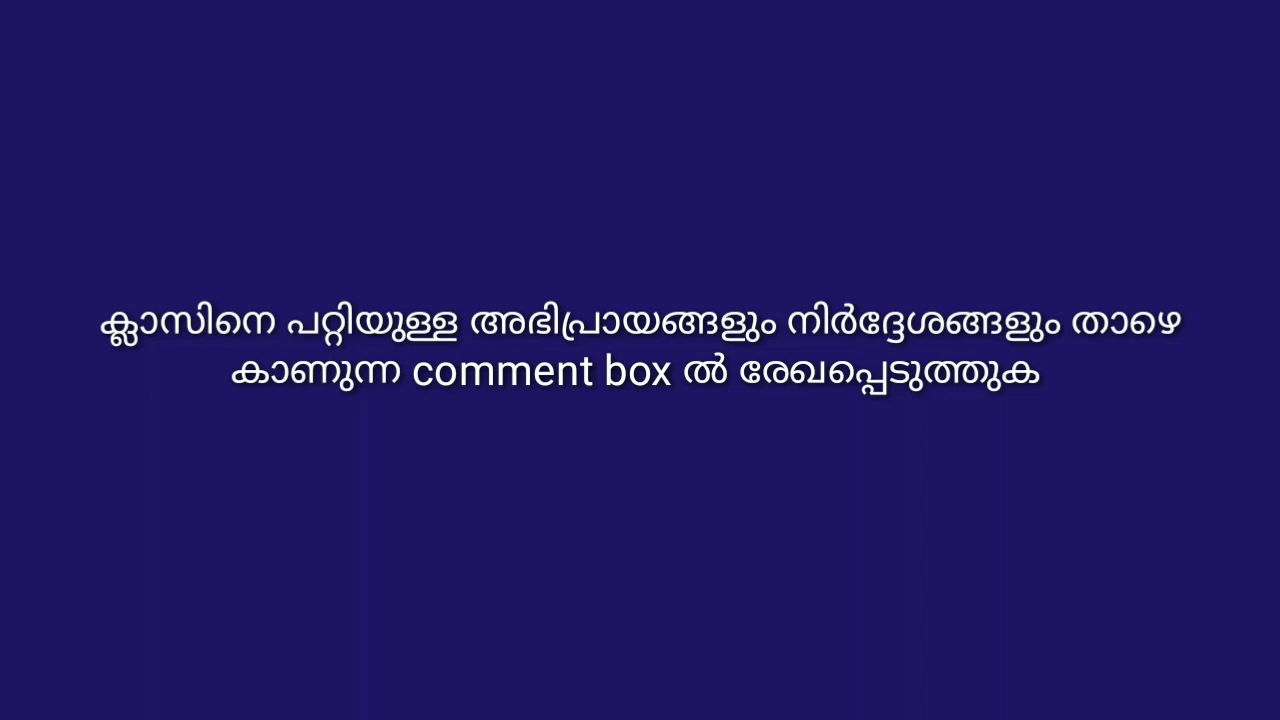 ക്ലാസിനെ പറ്റിയുള്ള അഭിപ്രായങ്ങളും നിർദ്ദേശങ്ങളും താഴെ
കാണുന്ന comment box ൽ രേഖപ്പെടുത്തുക